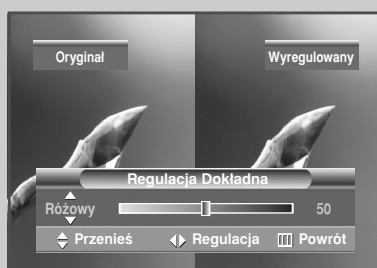 Oryginał Wyregulowany
Regulacja Dokładna
Różowy 50
Przenieś Regulacja Powrót